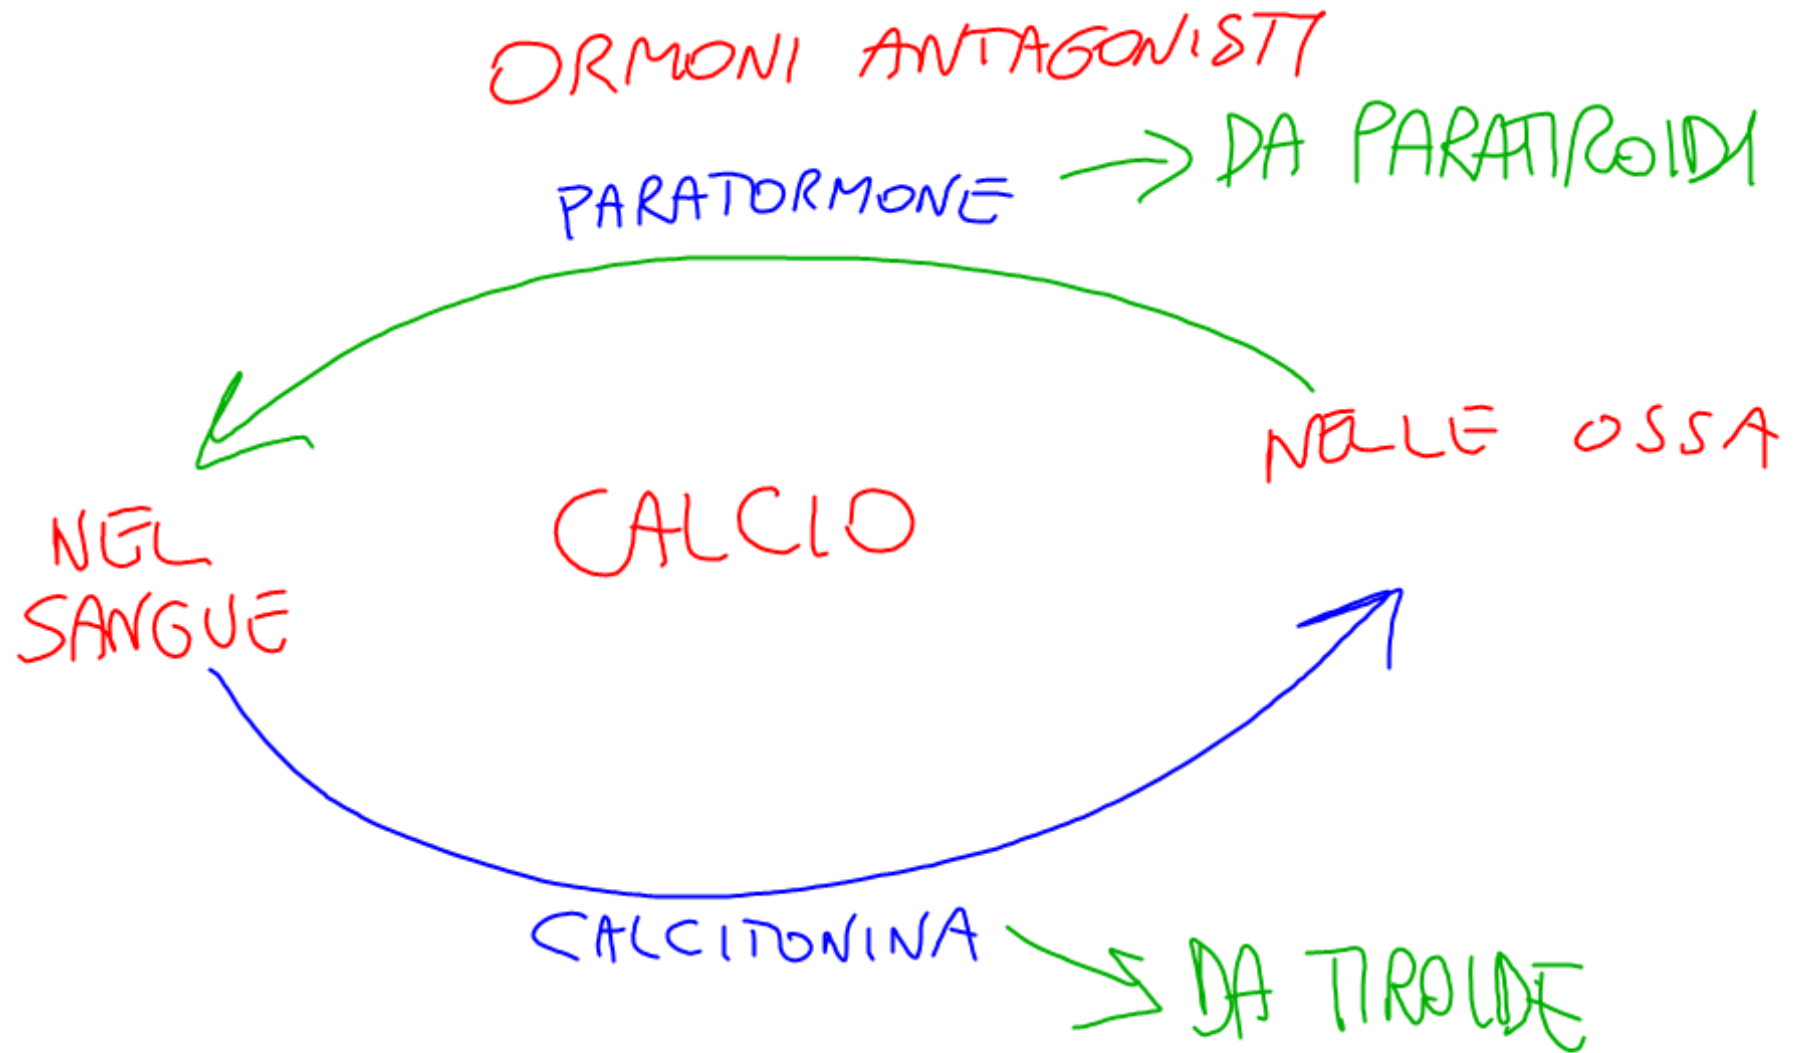 ORMONI ANTAGONISTI
PARATORMONE → DA PARATIROIDI
NELLE OSSA
CALCIO
NEL
SANGUE
CALCITONINA
DA TIROIDE